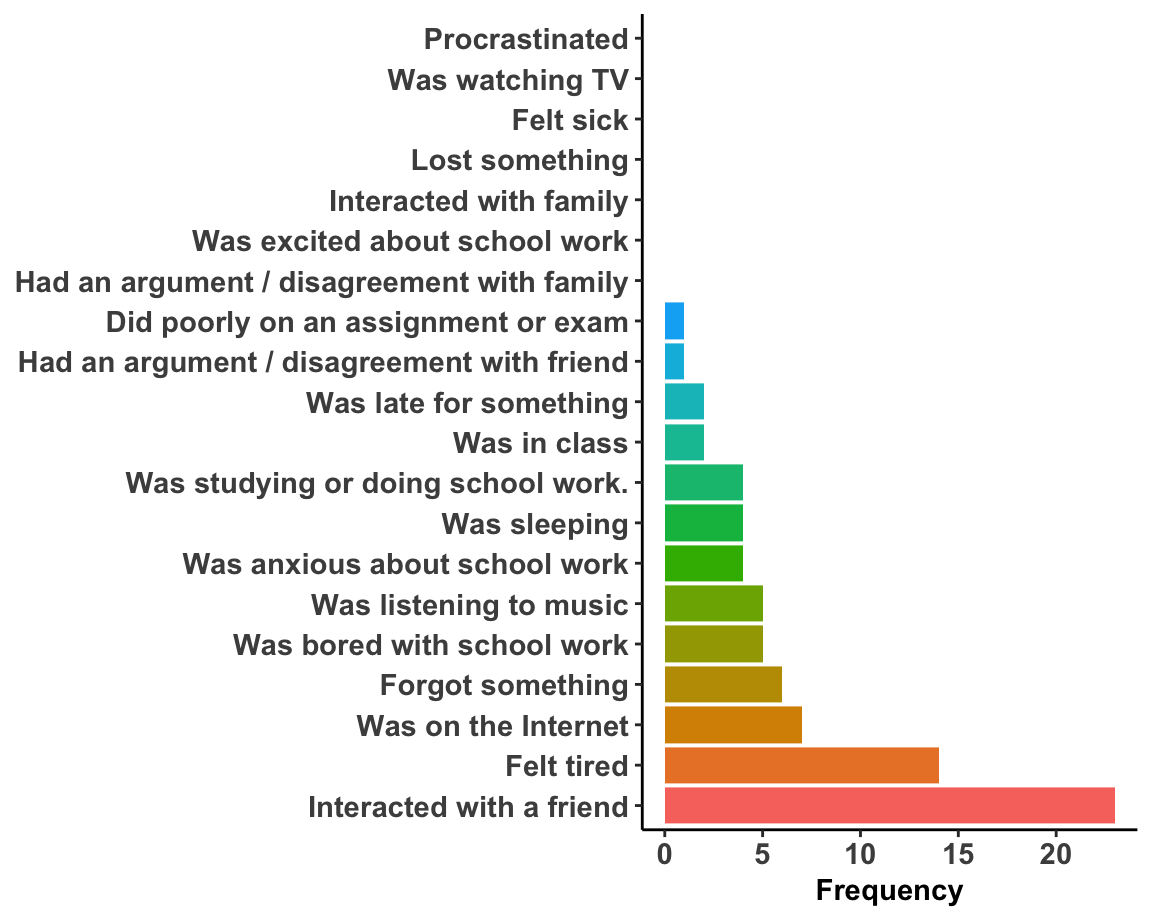 Procrastinated
Was watching TV
Felt sick
Lost something
Interacted with family
Was excited about school work
Had an argument / disagreement with family
Did poorly on an assignment or exam
Had an argument / disagreement with friend
Was late for something
Was in class
Was studying or doing school work.
Was sleeping
Was anxious about school work
Was listening to music
Was bored with school work
Forgot something
Was on the Internet
Felt tired
Interacted with a friend
0 5 10 15 20
Frequency